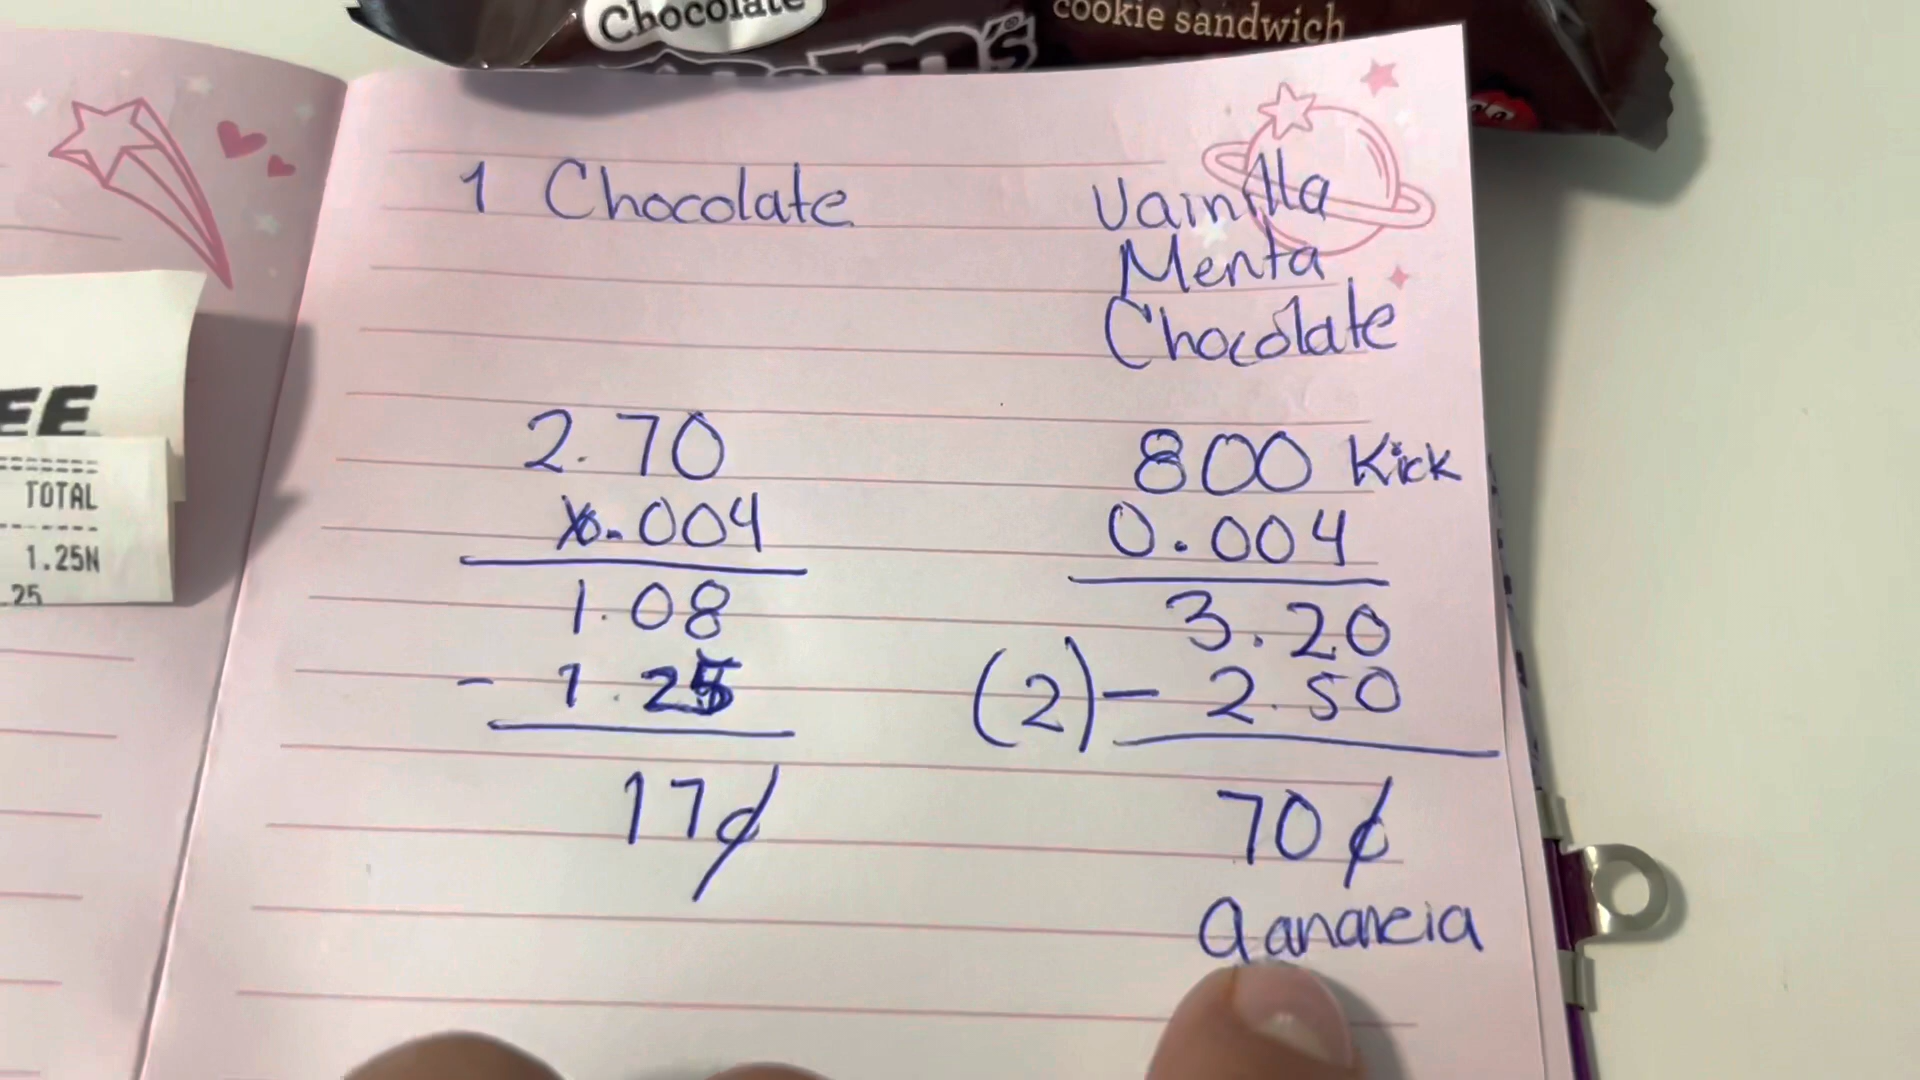 Chocolate
cookie sandwich
1 Chocolate
Vainilla
Menta
Chocolate
2.70
x.004
1.08
- 1.25
17¢
800 Kick
0.004
3.20
(2) - 2.50
70¢
Ganancia
EE
TOTAL
1.25N
.25